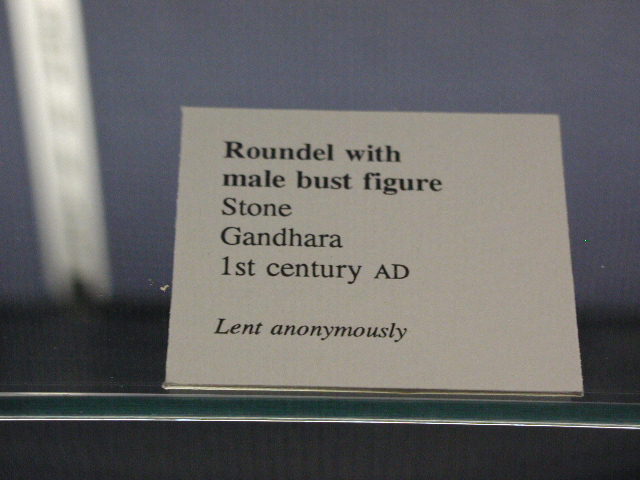 Roundel with
male bust figure
Stone
Gandhara
1st century AD
Lent anonymously